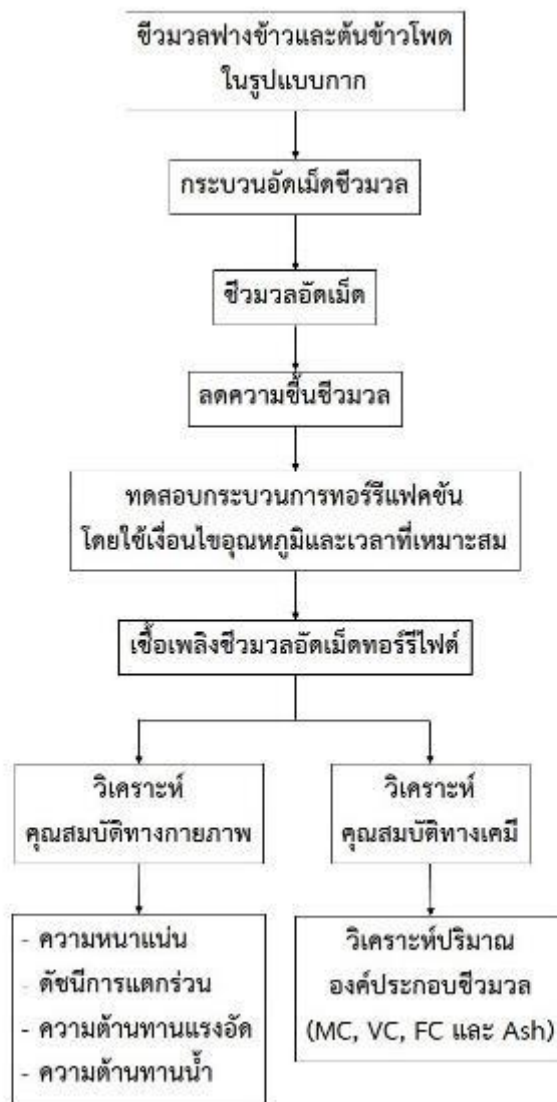 ชีวมวลฟางข้าวและต้นข้าวโพด
ในรูปแบบกาก
กระบวนอัดเม็ดชีวมวล
ชีวมวลอัดเม็ด
ลดความชื้นชีวมวล
ทดสอบกระบวนการทอร์รีแฟคชัน
โดยใช้เงื่อนไขอุณหภูมิและเวลาที่เหมาะสม
เชื้อเพลิงชีวมวลอัดเม็ดทอร์รีไฟด์
วิเคราะห์
คุณสมบัติทางกายภาพ
- ความหนาแน่น
- ดัชนีการแตกร่วน
- ความต้านทานแรงอัด
- ความต้านทานน้ำ
วิเคราะห์
คุณสมบัติทางเคมี
วิเคราะห์ปริมาณ
องค์ประกอบชีวมวล
(MC, VC, FC และ Ash)